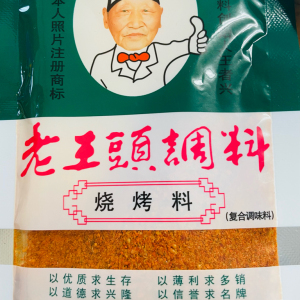 本人照片注册商标
老王頭調料
烧烤料
(复合调味料)
以优质求生存 以薄利求多销
以道德求兴隆 以信誉求名牌